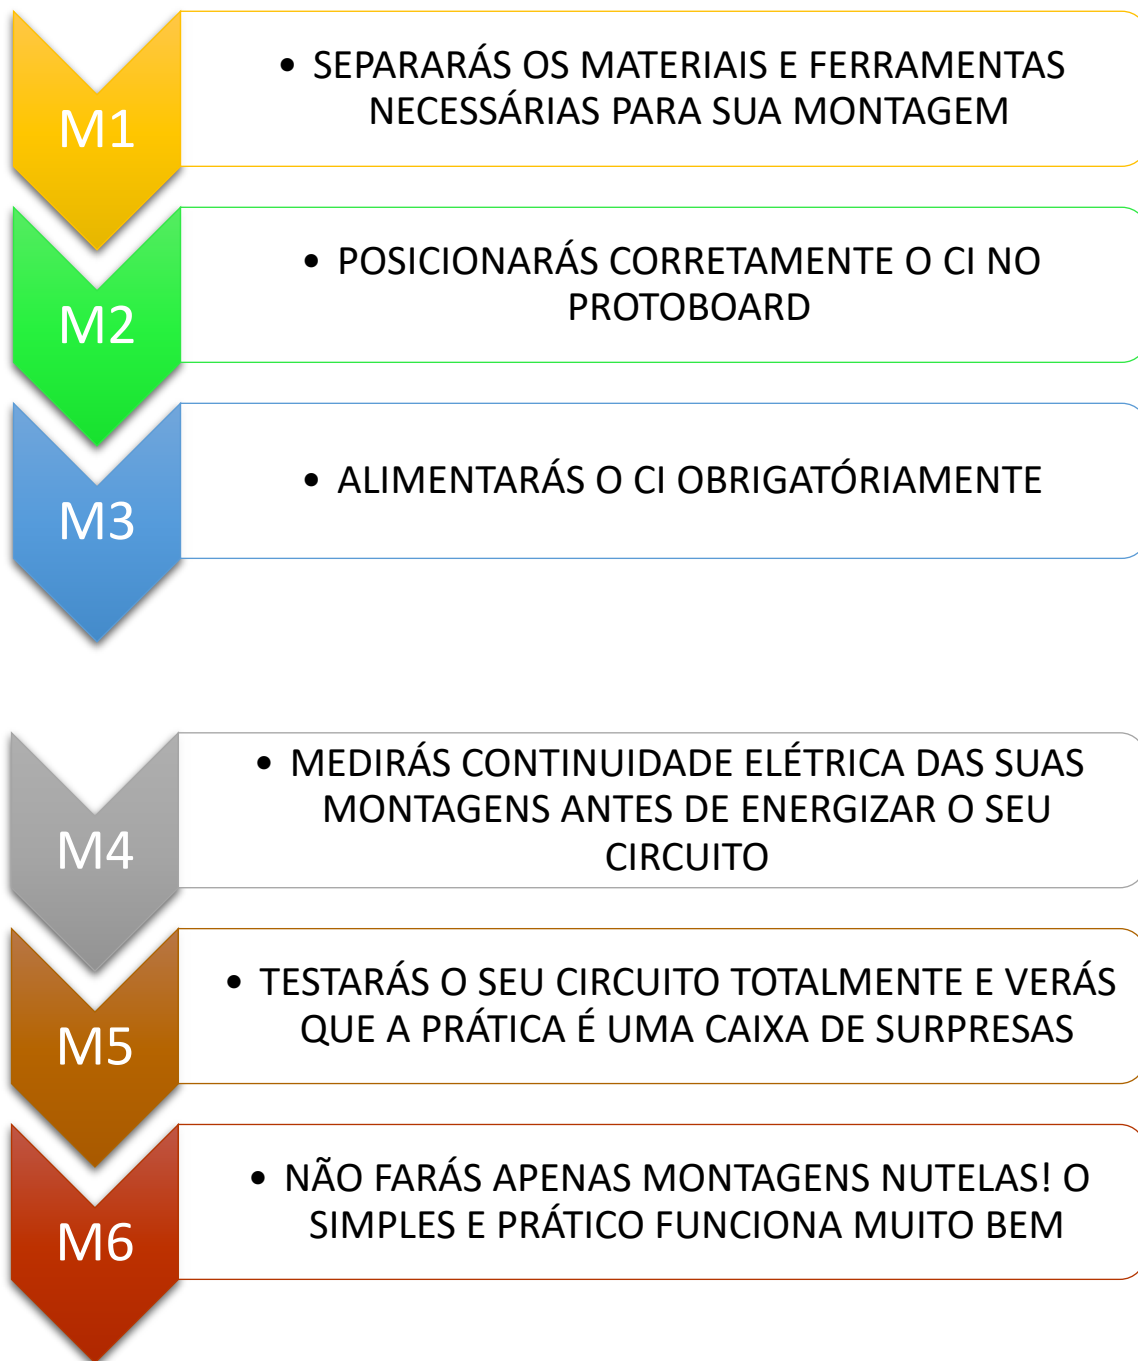 M1
• SEPARARÁS OS MATERIAIS E FERRAMENTAS
NECESSÁRIAS PARA SUA MONTAGEM
M2
• POSICIONARÁS CORRETAMENTE O CI NO
PROTOBOARD
M3
• ALIMENTARÁS O CI OBRIGATÓRIAMENTE
M4
• MEDIRÁS CONTINUIDADE ELÉTRICA DAS SUAS
MONTAGENS ANTES DE ENERGIZAR O SEU
CIRCUITO
M5
• TESTARÁS O SEU CIRCUITO TOTALMENTE E VERÁS
QUE A PRÁTICA É UMA CAIXA DE SURPRESAS
M6
• NÃO FARÁS APENAS MONTAGENS NUTELAS! O
SIMPLES E PRÁTICO FUNCIONA MUITO BEM